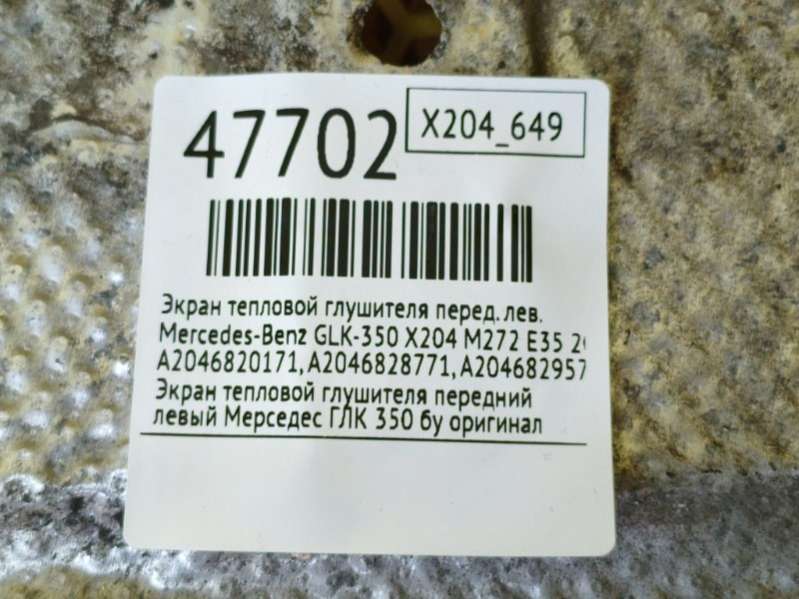 47702
X204_649
Экран тепловой глушителя перед. лев.
Mercedes-Benz GLK-350 X204 M272 E35
A2046820171, A2046828771, A204682957
Экран тепловой глушителя передний
левый Мерседес ГЛК 350 бу оригинал